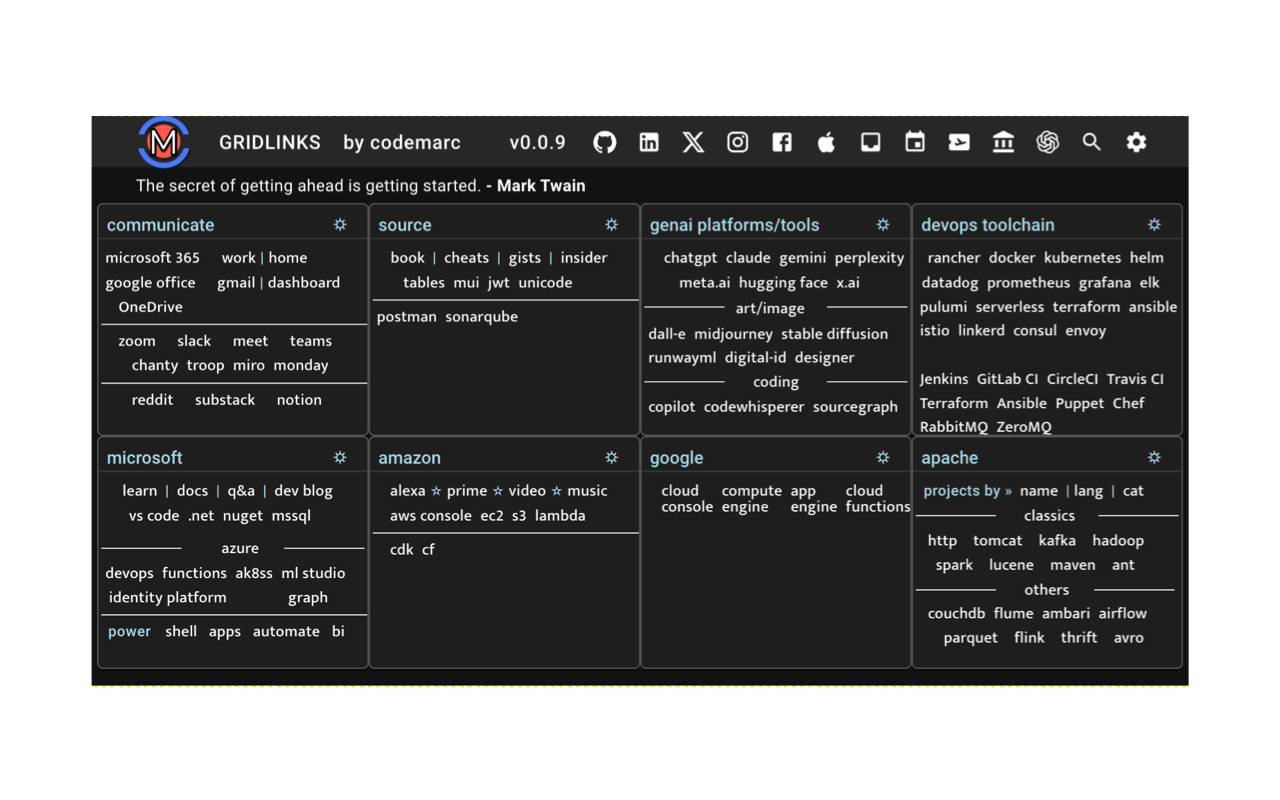 M GRIDLINKS by codemarc v0.0.9
The secret of getting ahead is getting started. - Mark Twain
communicate
microsoft 365 work | home
google office gmail | dashboard
OneDrive
zoom slack meet teams
chanty troop miro monday
reddit substack notion
source
book | cheats | gists | insider
tables mui jwt unicode
postman sonarqube
genai platforms/tools
chatgpt claude gemini perplexity
meta.ai hugging face x.ai
art/image
dall-e midjourney stable diffusion
runwayml digital-id designer
coding
copilot codewhisperer sourcegraph
devops toolchain
rancher docker kubernetes helm
datadog prometheus grafana elk
pulumi serverless terraform ansible
istio linkerd consul envoy
Jenkins GitLab CI CircleCI Travis CI
Terraform Ansible Puppet Chef
RabbitMQ ZeroMQ
microsoft
learn | docs | q&a | dev blog
vs code .net nuget mssql
azure
devops functions ak8ss ml studio
identity platform graph
power shell apps automate bi
amazon
alexa ☆ prime ☆ video ☆ music
aws console ec2 s3 lambda
cdk cf
google
cloud compute app cloud
console engine engine functions
apache
projects by » name | lang | cat
classics
http tomcat kafka hadoop
spark lucene maven ant
others
couchdb flume ambari airflow
parquet flink thrift avro